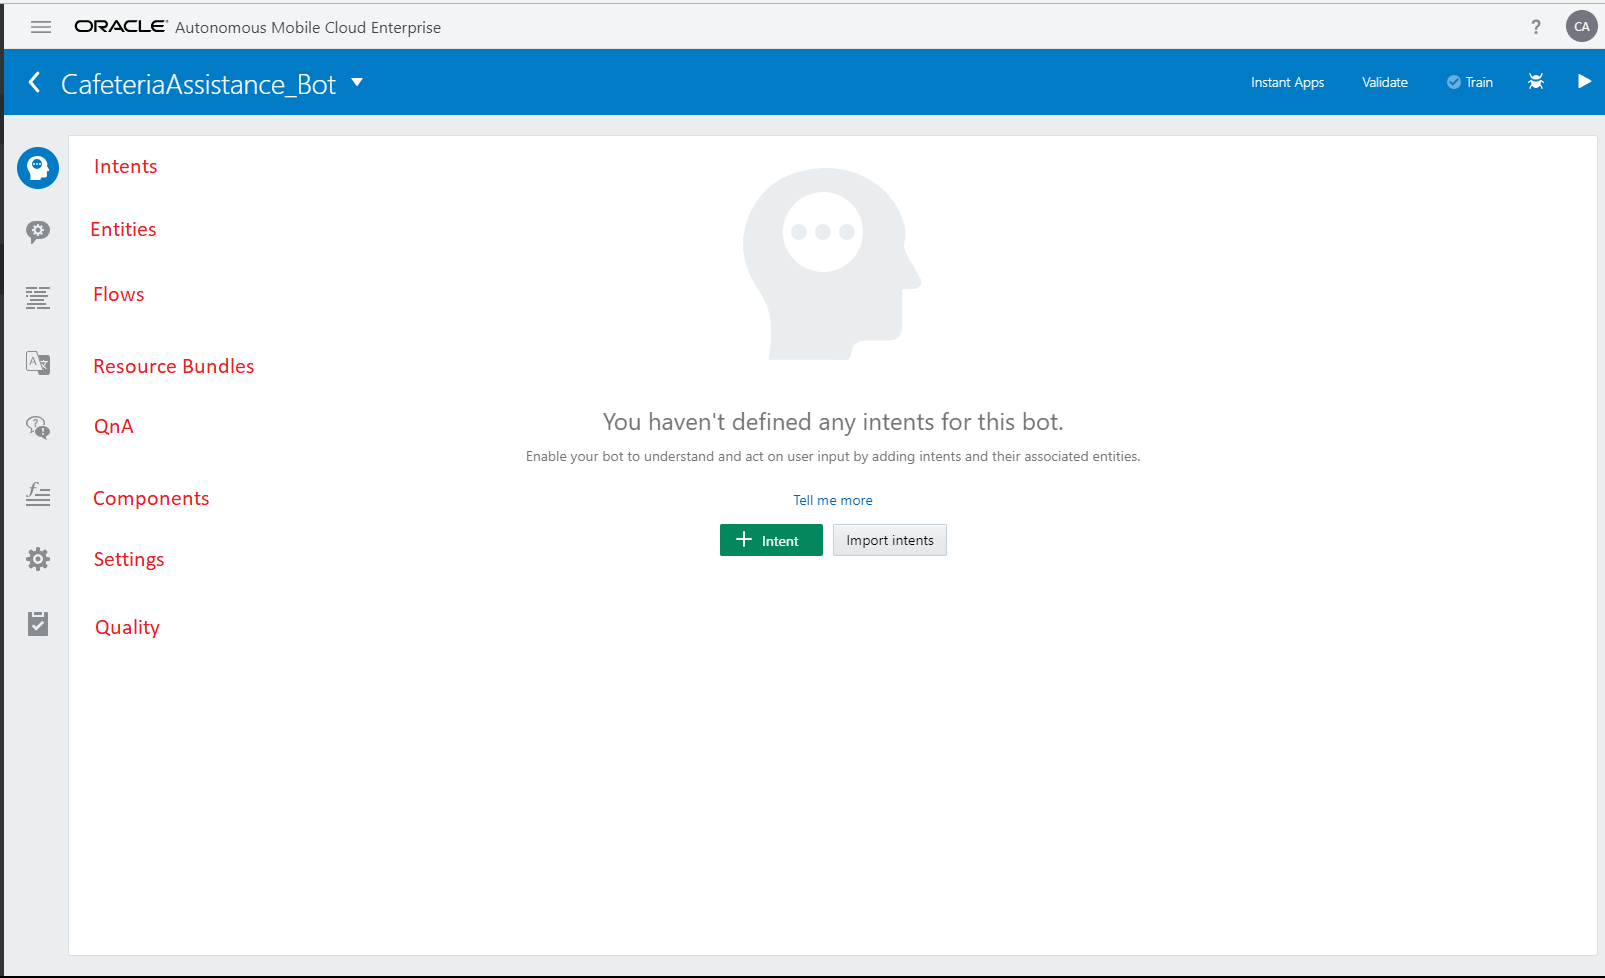 ORACLE® Autonomous Mobile Cloud Enterprise
? CA
CafeteriaAssistance_Bot
Instant Apps Validate Train
Intents
Entities
Flows
Resource Bundles
QnA
Components
Settings
Quality
You haven't defined any intents for this bot.
Enable your bot to understand and act on user input by adding intents and their associated entities.
Tell me more
+ Intent Import intents